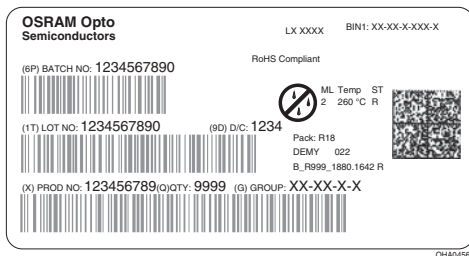 OSRAM Opto
Semiconductors
LX XXXX
BIN1: XX-XX-X-XXX-X
RoHS Compliant
(6P) BATCH NO: 1234567890
ML Temp ST
2 260 °C R
(1T) LOT NO: 1234567890 (9D) D/C: 1234
Pack: R18
DEMY 022
B_R999_1880.1642 R
(X) PROD NO: 123456789(Q)QTY: 9999 (G) GROUP: XX-XX-X-X
OHA04563